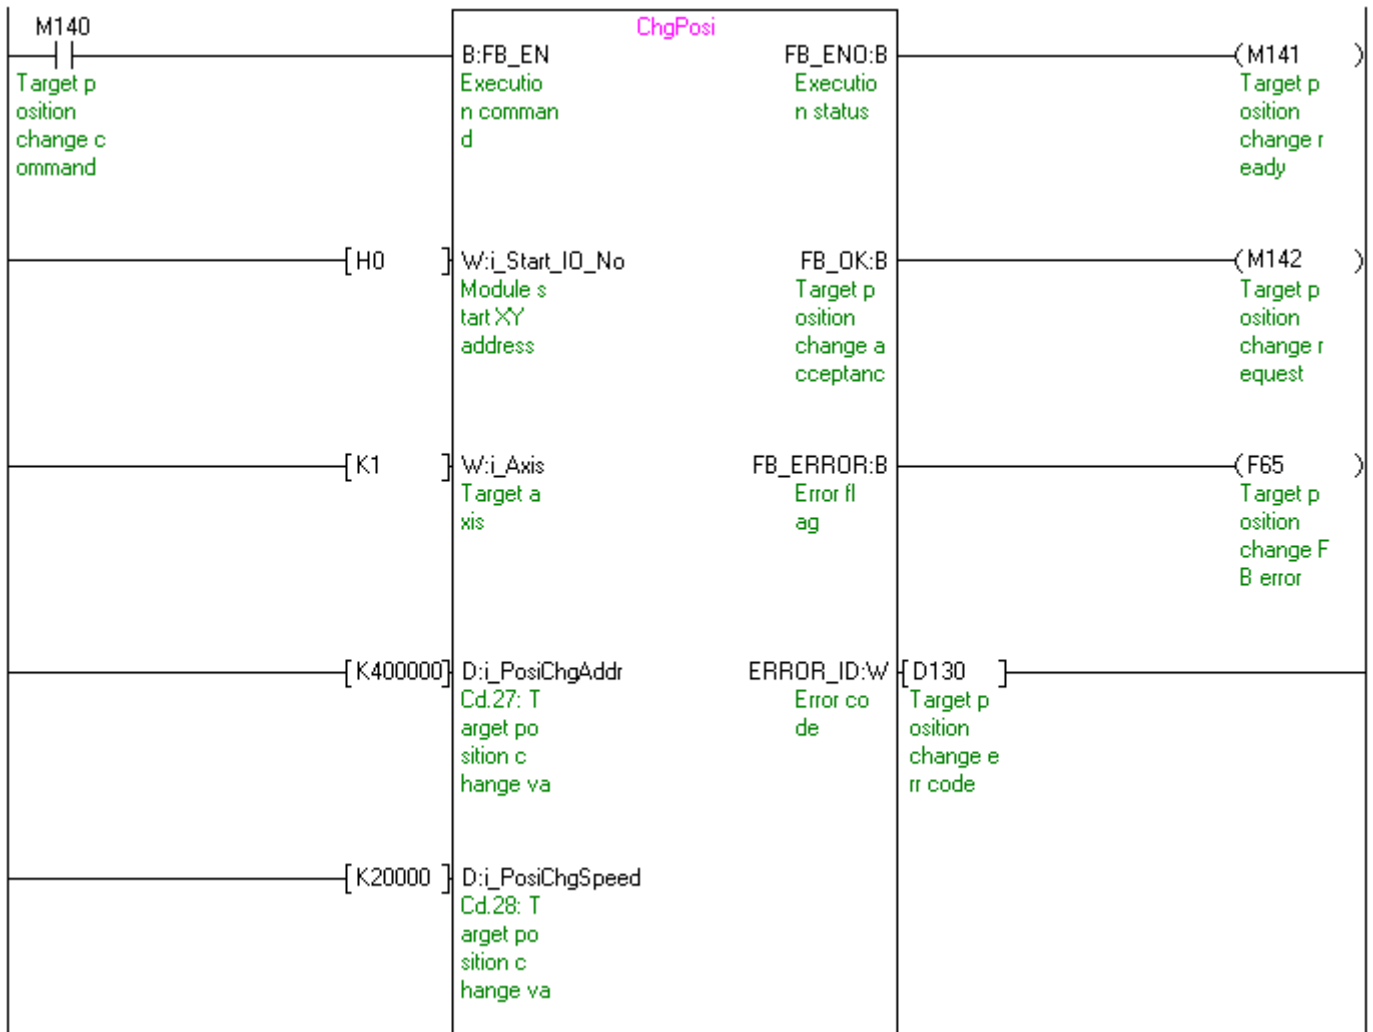 M140
ChgPosi
B:FB_EN
FB_ENO:B
(M141 )
Target p
osition
change c
ommand
Executio
n comman
d
Executio
n status
Target p
osition
change r
eady
[H0 ]
W:i_Start_IO_No
FB_OK:B
(M142 )
Module s
tart XY
address
Target p
osition
change a
cceptanc
Target p
osition
change r
equest
[K1 ]
W:i_Axis
FB_ERROR:B
(F65 )
Target a
xis
Error fl
ag
Target p
osition
change F
B error
[K400000]
D:i_PosiChgAddr
ERROR_ID:W
[D130 ]
Cd.27: T
arget po
sition c
hange va
Error co
de
Target p
osition
change e
rr code
[K20000 ]
D:i_PosiChgSpeed
Cd.28: T
arget po
sition c
hange va